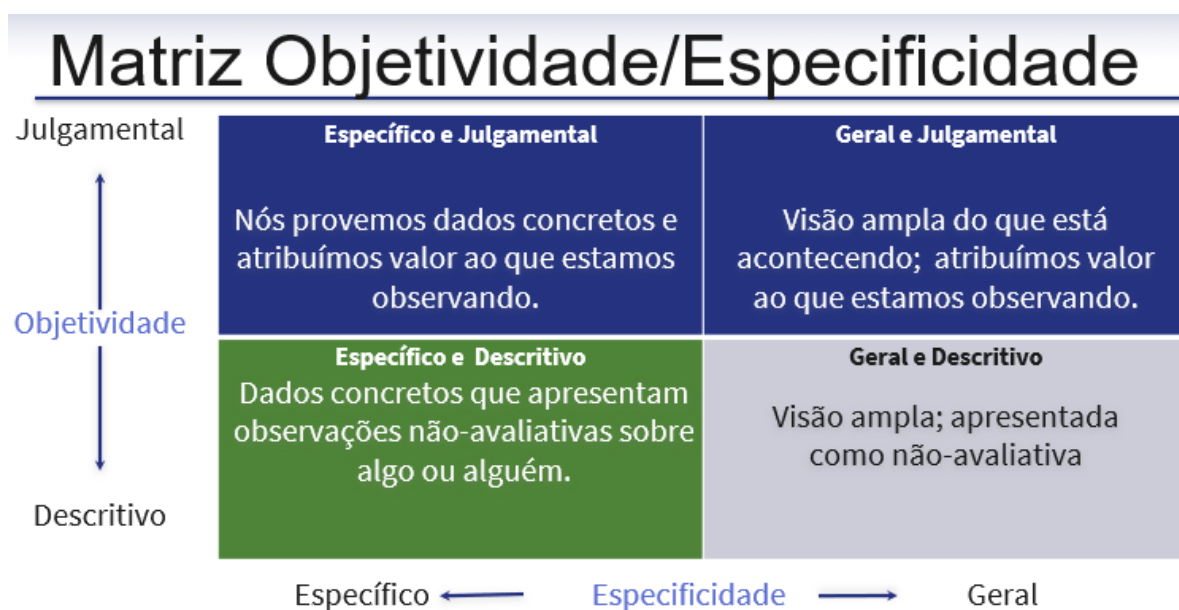 Matriz Objetividade/Especificidade
Julgamental
Objetividade
Descritivo
Específico e Julgamental
Nós provemos dados concretos e
atribuímos valor ao que estamos
observando.
Geral e Julgamental
Visão ampla do que está
acontecendo; atribuímos valor
ao que estamos observando.
Específico e Descritivo
Dados concretos que apresentam
observações não-avaliativas sobre
algo ou alguém.
Geral e Descritivo
Visão ampla; apresentada
como não-avaliativa
Específico
Especificidade
Geral